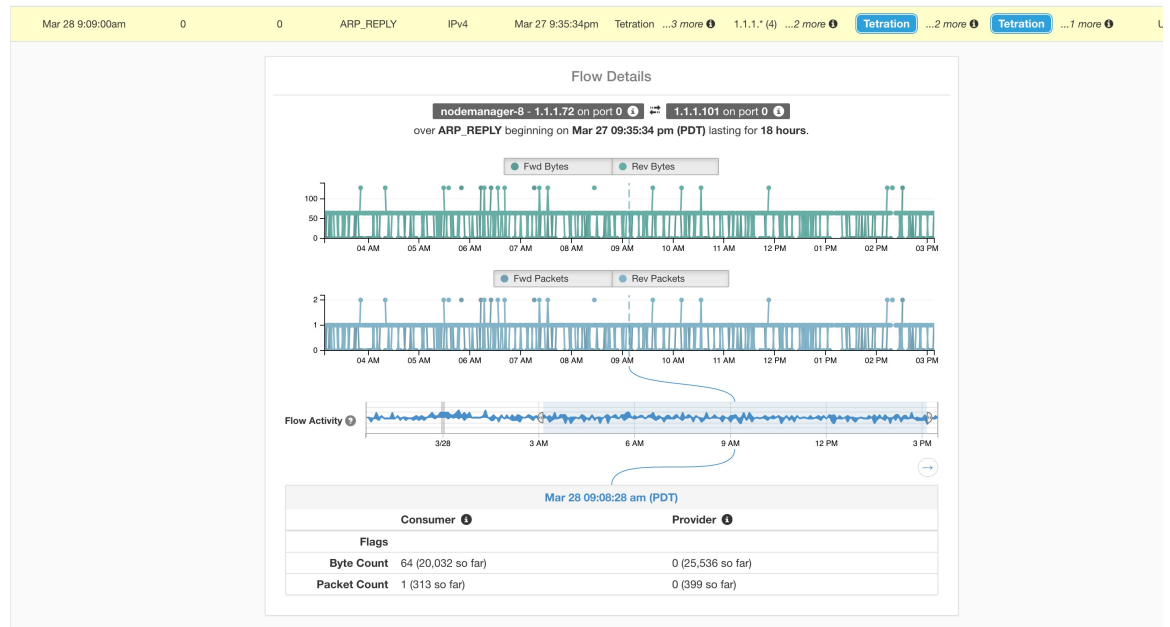 Mar 28 9:09:00am 0 0 ARP_REPLY IPv4 Mar 27 9:35:34pm Tetration ...3 more 1.1.1.* (4) ...2 more Tetration ...2 more Tetration ...1 more U
Flow Details
nodemanager-8 - 1.1.1.72 on port 0 1.1.1.101 on port 0
over ARP_REPLY beginning on Mar 27 09:35:34 pm (PDT) lasting for 18 hours.
Fwd Bytes Rev Bytes
100
50
0
04 AM 05 AM 06 AM 07 AM 08 AM 09 AM 10 AM 11 AM 12 PM 01 PM 02 PM 03 PM
Fwd Packets Rev Packets
2
1
0
04 AM 05 AM 06 AM 07 AM 08 AM 09 AM 10 AM 11 AM 12 PM 01 PM 02 PM 03 PM
Flow Activity ?
3/28 3 AM 6 AM 9 AM 12 PM 3 PM
Mar 28 09:08:28 am (PDT)
Consumer Provider
Flags
Byte Count 64 (20,032 so far) 0 (25,536 so far)
Packet Count 1 (313 so far) 0 (399 so far)